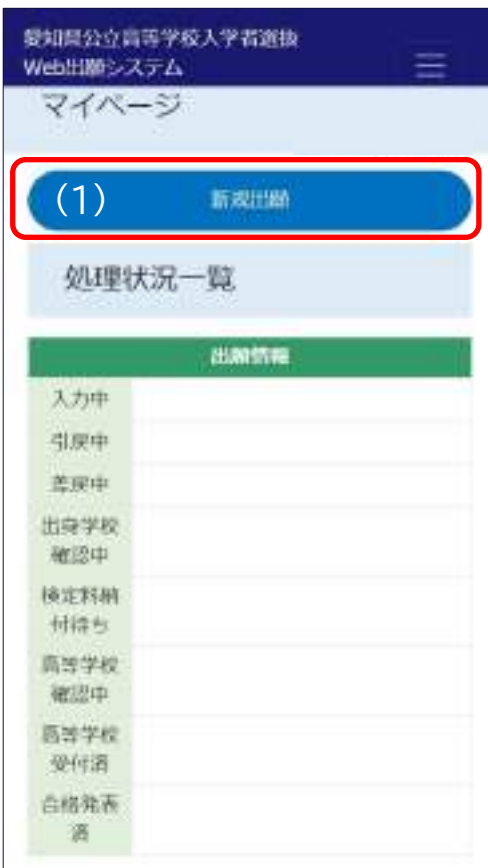 愛知県公立高等学校入学者選抜
Web出願システム
マイページ
(1)
新規出願
処理状況一覧
出願情報
入力中
引戻中
差戻中
出身学校
確認中
検定料納
付待ち
高等学校
確認中
高等学校
受付済
合格発表
済